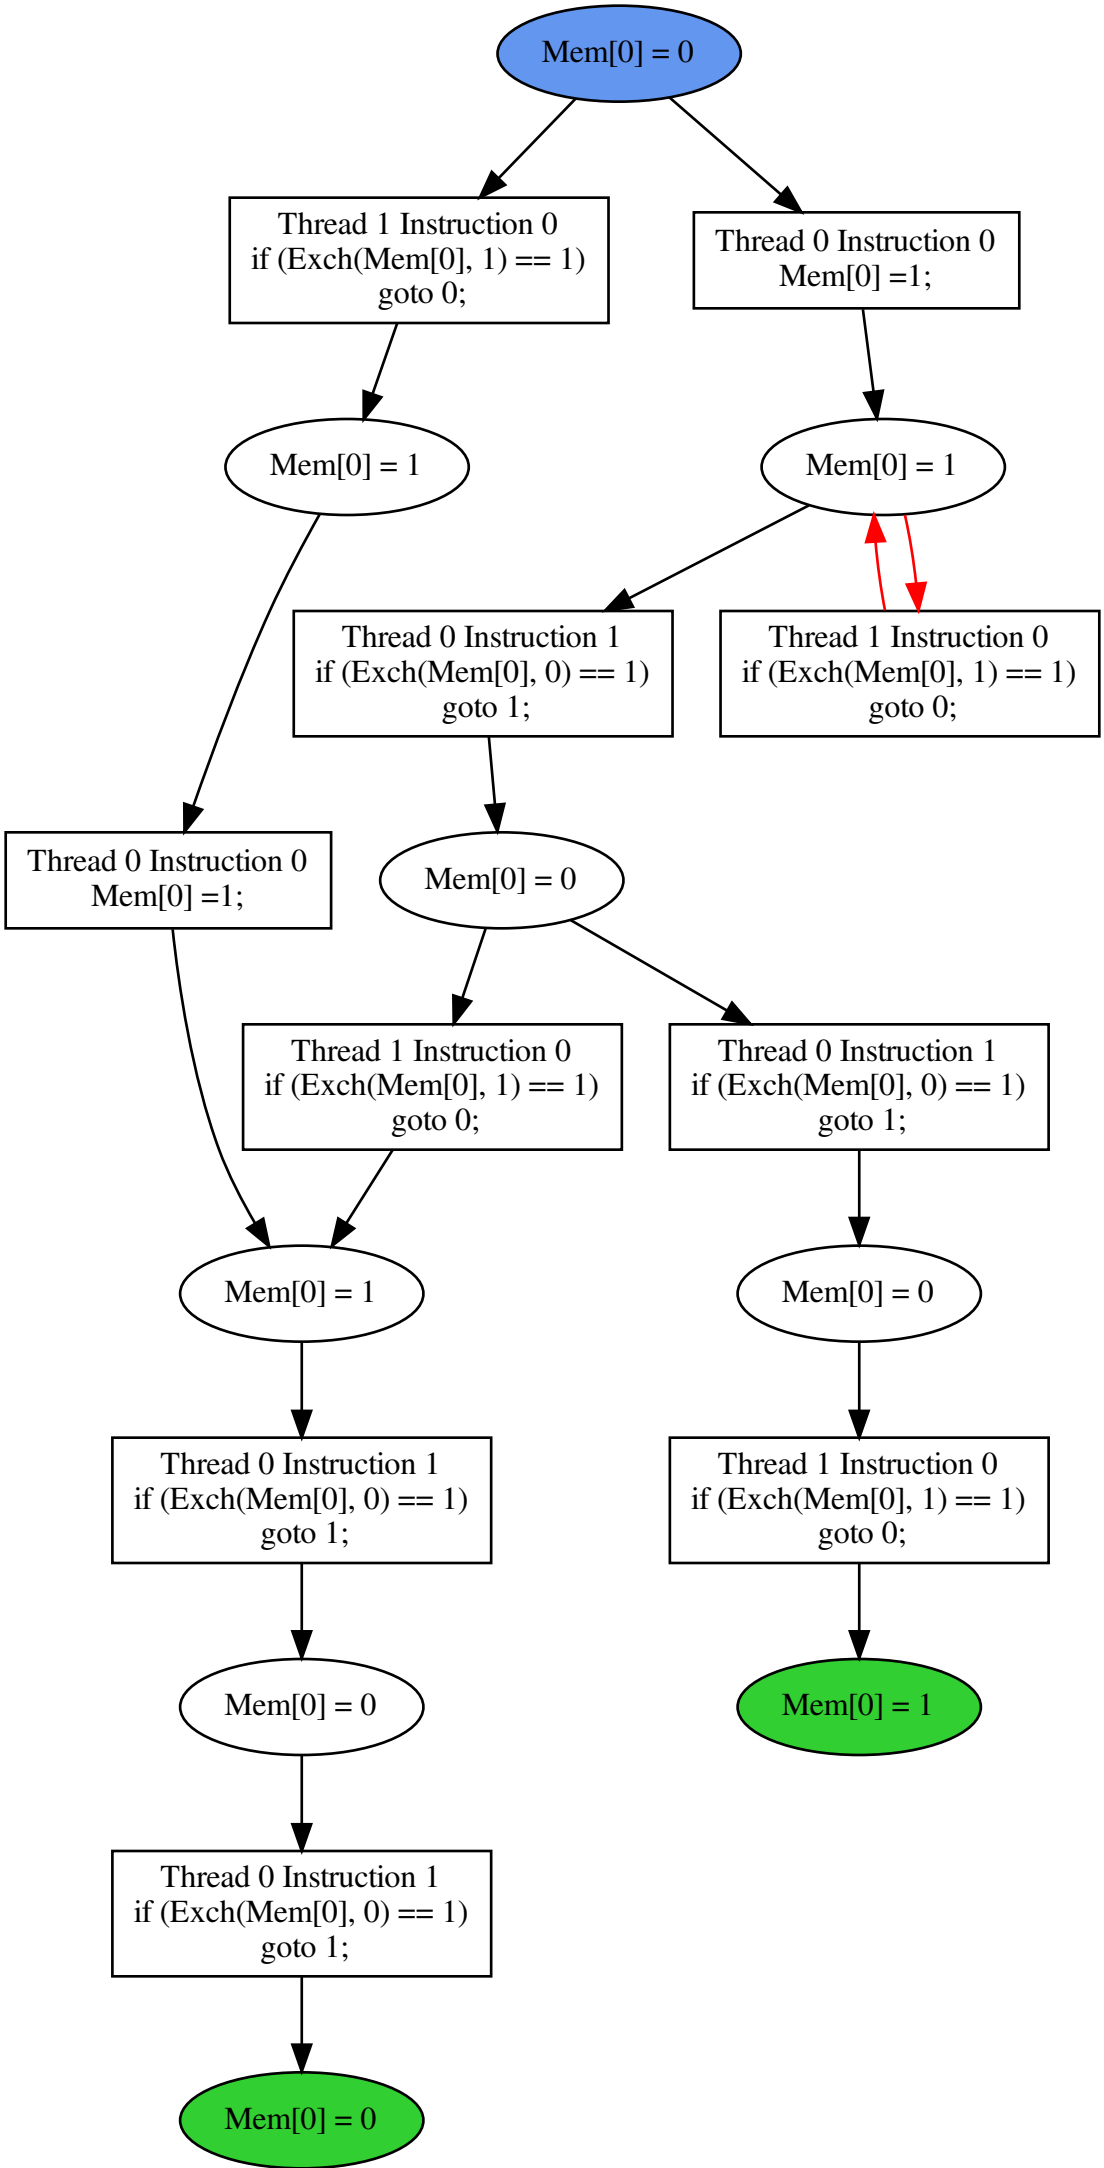 Mem[0] = 0
Thread 1 Instruction 0
if (Exch(Mem[0], 1) == 1)
goto 0;
Thread 0 Instruction 0
Mem[0] =1;
Mem[0] = 1
Mem[0] = 1
Thread 0 Instruction 1
if (Exch(Mem[0], 0) == 1)
goto 1;
Thread 1 Instruction 0
if (Exch(Mem[0], 1) == 1)
goto 0;
Thread 0 Instruction 0
Mem[0] =1;
Mem[0] = 0
Thread 1 Instruction 0
if (Exch(Mem[0], 1) == 1)
goto 0;
Thread 0 Instruction 1
if (Exch(Mem[0], 0) == 1)
goto 1;
Mem[0] = 1
Mem[0] = 0
Thread 0 Instruction 1
if (Exch(Mem[0], 0) == 1)
goto 1;
Thread 1 Instruction 0
if (Exch(Mem[0], 1) == 1)
goto 0;
Mem[0] = 0
Mem[0] = 1
Thread 0 Instruction 1
if (Exch(Mem[0], 0) == 1)
goto 1;
Mem[0] = 0